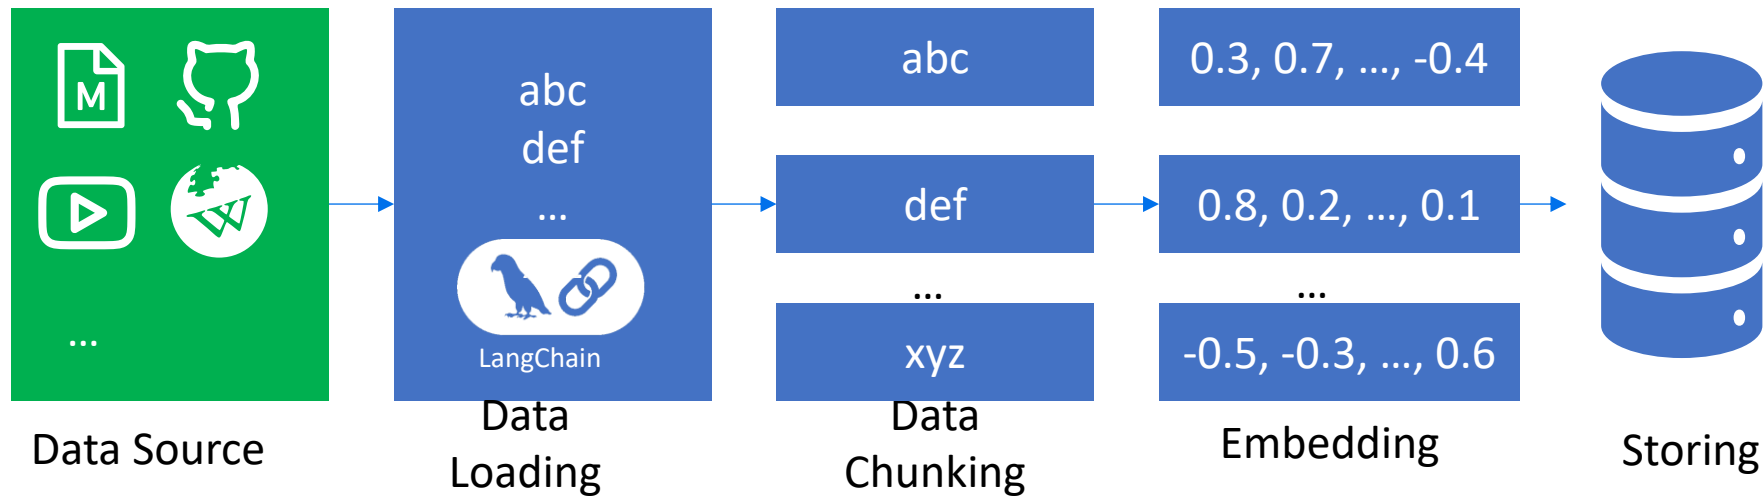 M
W
...
Data Source
abc
def
...
LangChain
Data
Loading
abc
def
...
xyz
Data
Chunking
0.3, 0.7, ..., -0.4
0.8, 0.2, ..., 0.1
...
-0.5, -0.3, ..., 0.6
Embedding
Storing